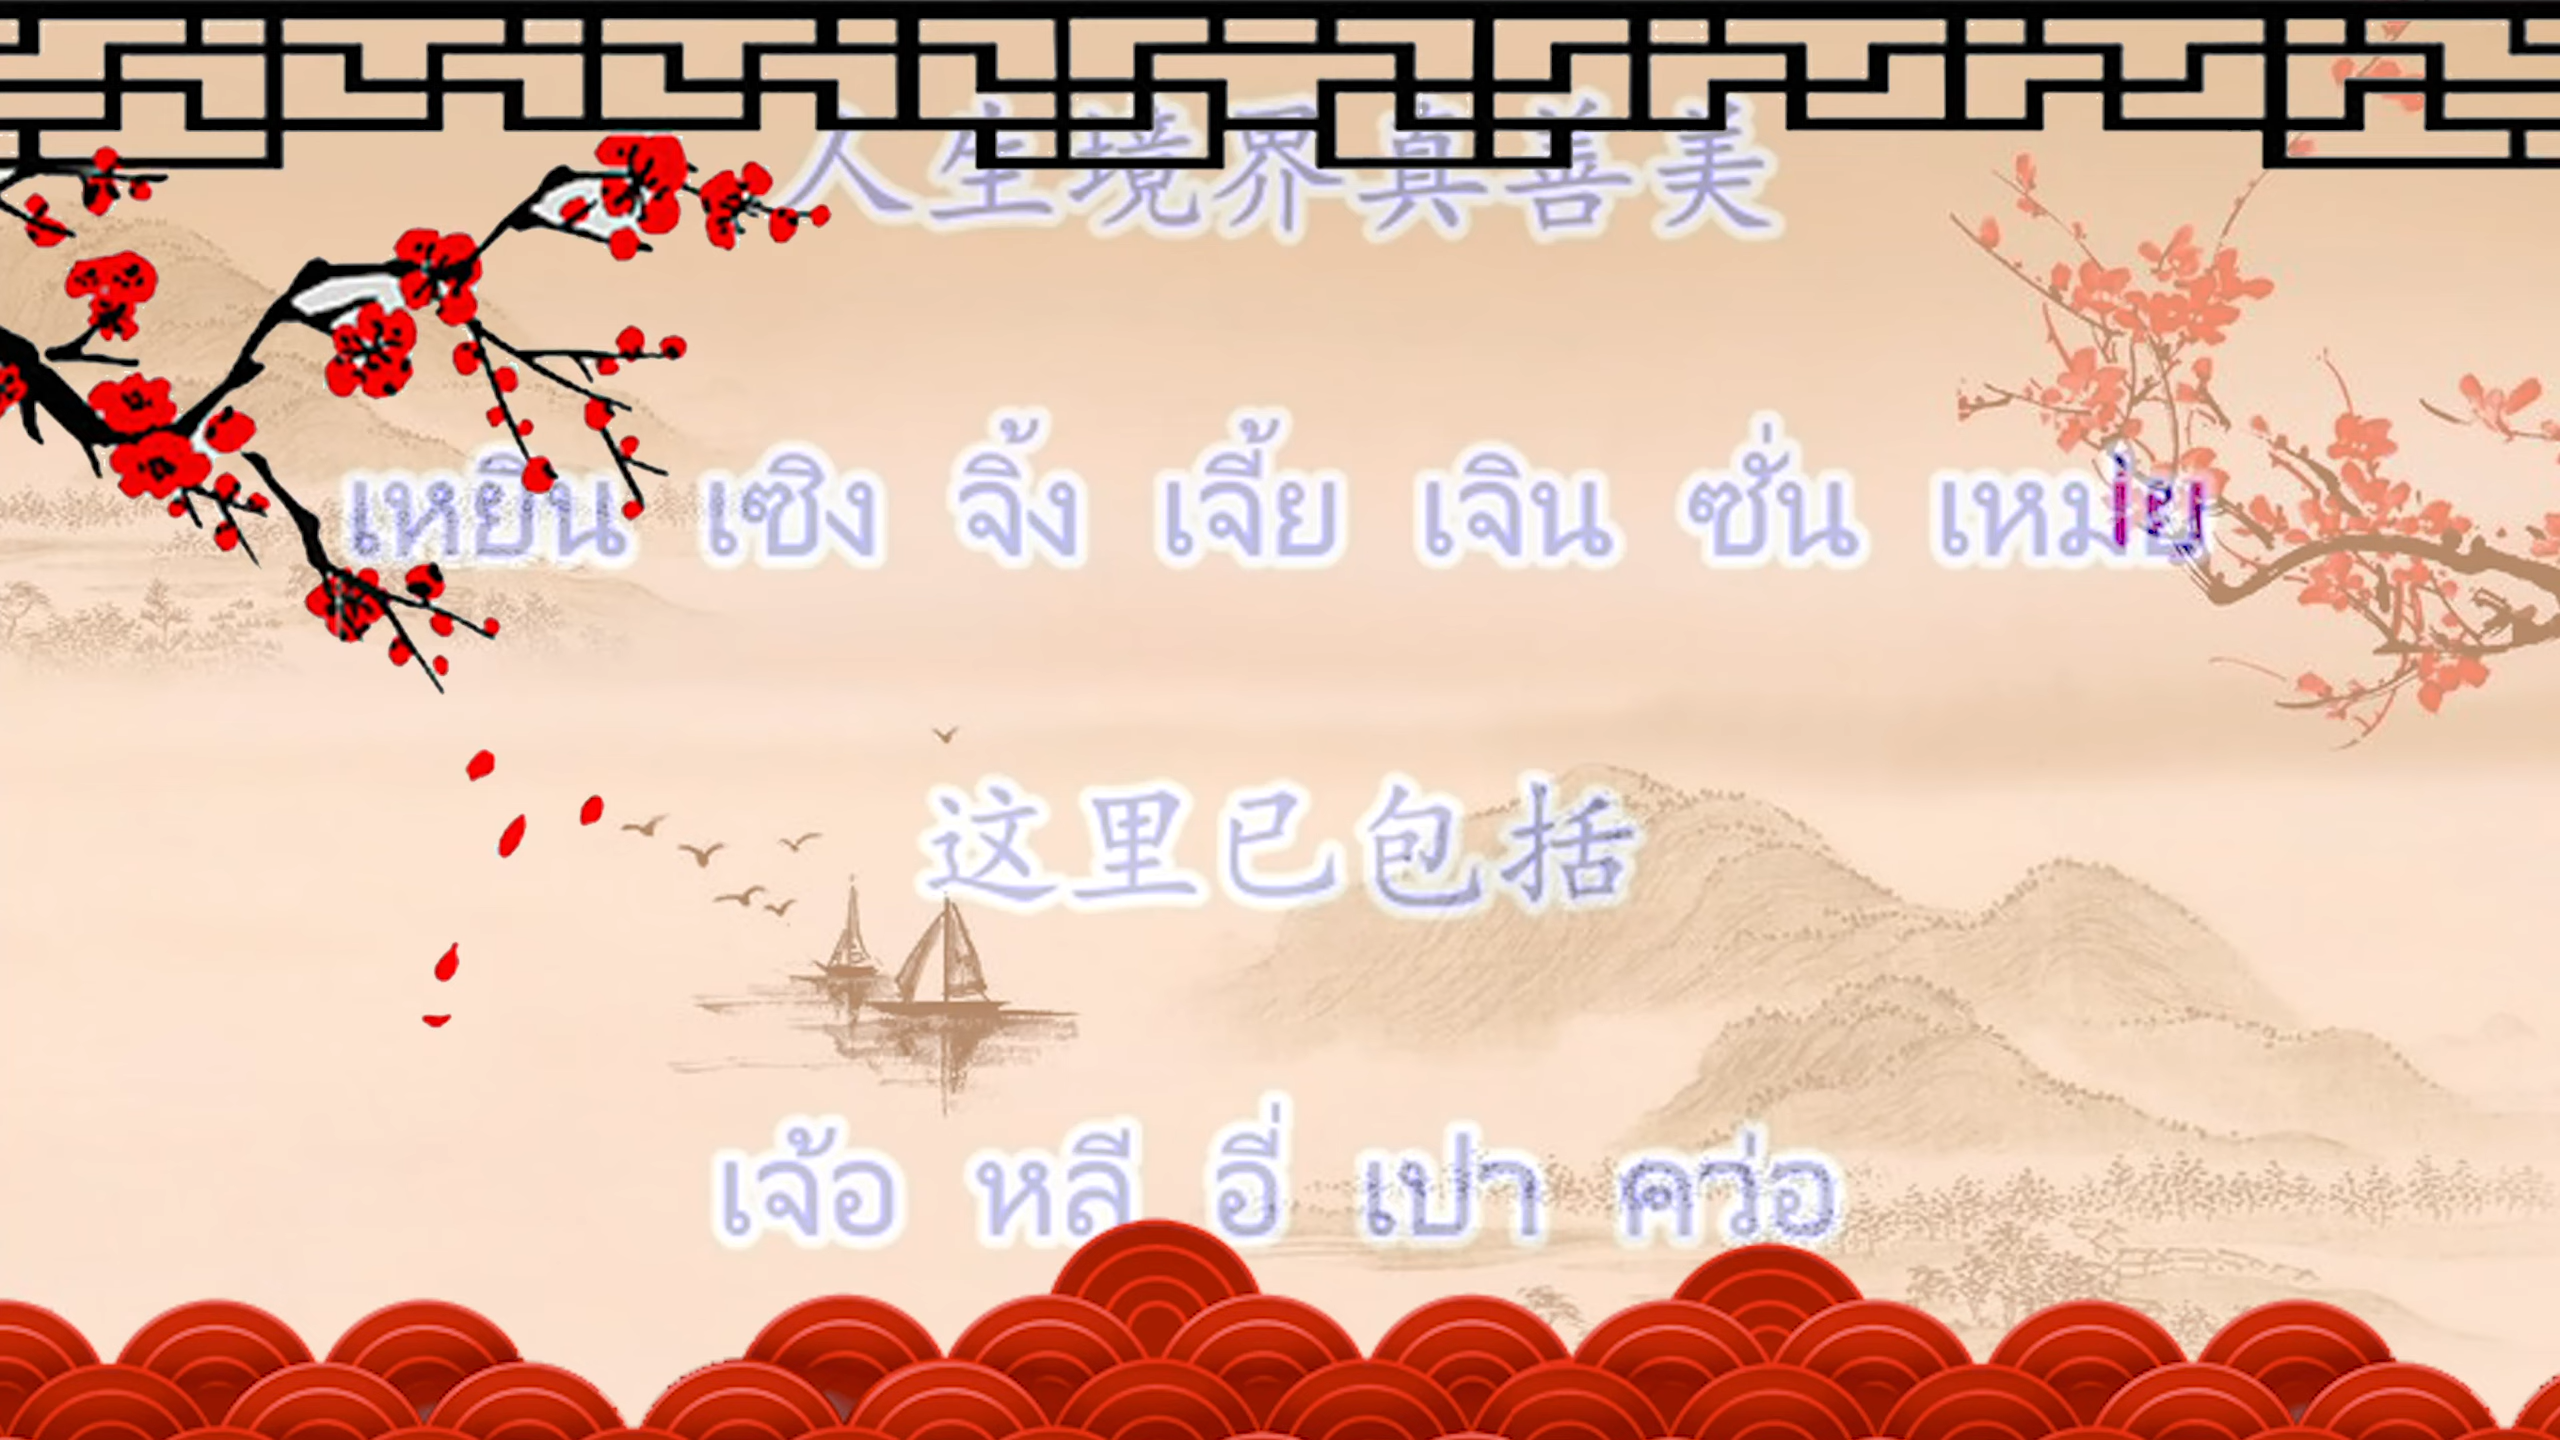 人生境界真善美
เหยิน เซิง จิ้ง เจี้ย เจิน ซั่น เหม่ย
这里已包括
เจ้อ หลี อี่ เปา คว่อ